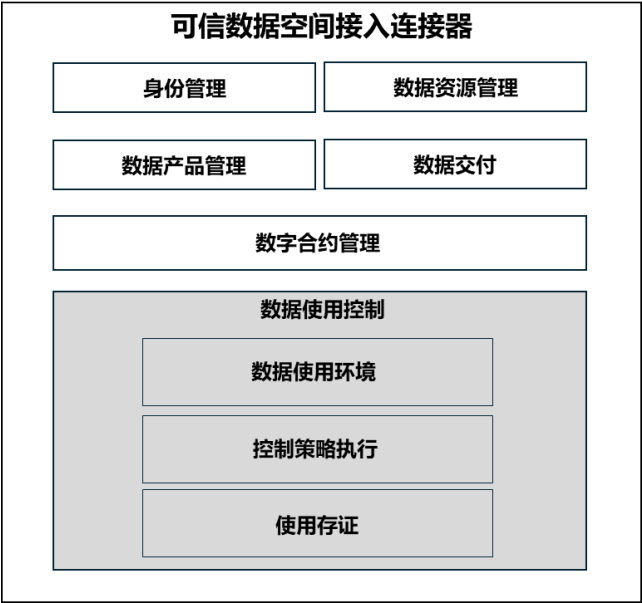 可信数据空间接入连接器
身份管理
数据资源管理
数据产品管理
数据交付
数字合约管理
数据使用控制
数据使用环境
控制策略执行
使用存证